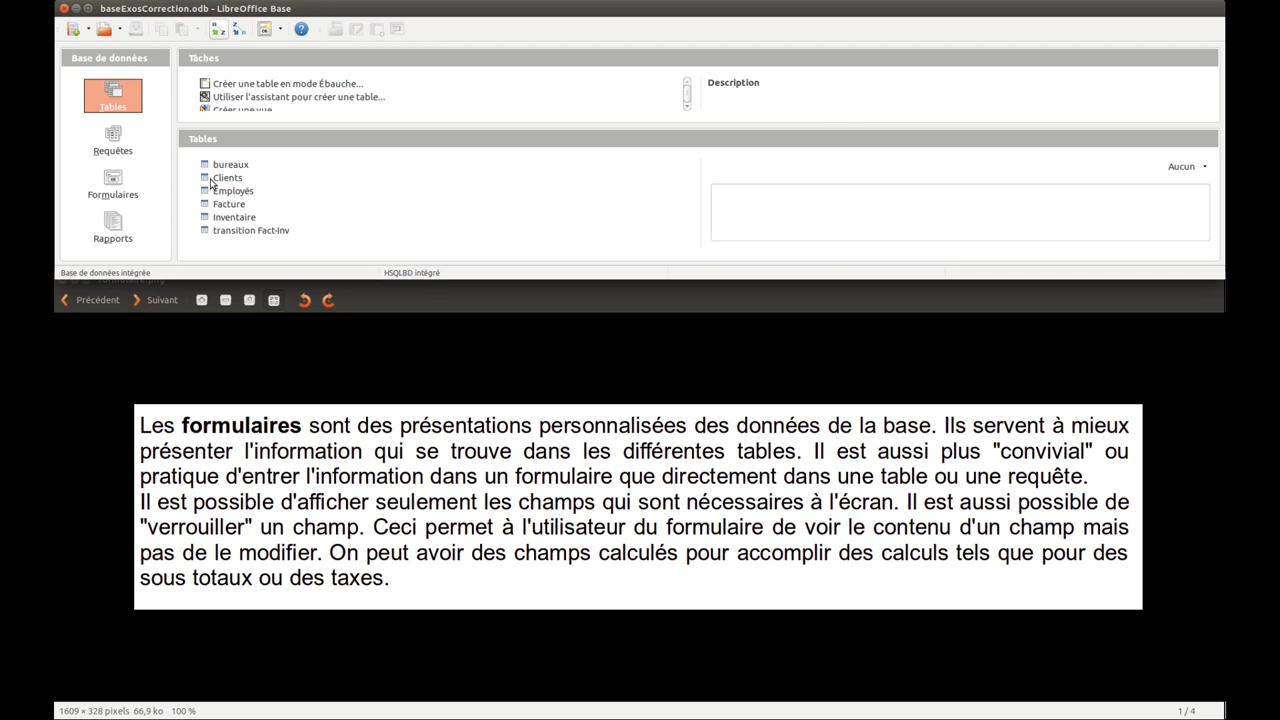 baseExosCorrection.odb - LibreOffice Base
Base de données
Tâches
Tables
Créer une table en mode Ébauche...
Utiliser l'assistant pour créer une table...
Créer une vue
Description
Requêtes
Formulaires
Rapports
Tables
bureaux
Clients
Employés
Facture
Inventaire
transition Fact-Inv
Aucun
Base de données intégrée
HSQLBD intégré
formulaire.png
Précédent
Suivant
Les formulaires sont des présentations personnalisées des données de la base. Ils servent à mieux
présenter l'information qui se trouve dans les différentes tables. Il est aussi plus "convivial" ou
pratique d'entrer l'information dans un formulaire que directement dans une table ou une requête.
Il est possible d'afficher seulement les champs qui sont nécessaires à l'écran. Il est aussi possible de
"verrouiller" un champ. Ceci permet à l'utilisateur du formulaire de voir le contenu d'un champ mais
pas de le modifier. On peut avoir des champs calculés pour accomplir des calculs tels que pour des
sous totaux ou des taxes.
1609 × 328 pixels 66,9 ko 100 %
1 / 4